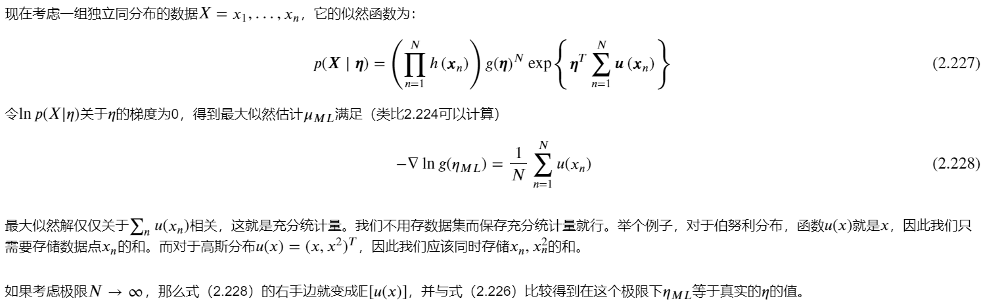 现在考虑一组独立同分布的数据$X = x_1, \ldots, x_n$，它的似然函数为：
$$p(\boldsymbol{X} \mid \boldsymbol{\eta}) = \left( \prod_{n=1}^{N} h(\boldsymbol{x}_n) \right) g(\boldsymbol{\eta})^N \exp \left\{ \boldsymbol{\eta}^T \sum_{n=1}^{N} \boldsymbol{u}(\boldsymbol{x}_n) \right\} \quad (2.227)$$
令$\ln p(X|\eta)$关于$\eta$的梯度为0，得到最大似然估计$\mu_{ML}$满足（类比2.224可以计算）
$$-\nabla \ln g(\eta_{ML}) = \frac{1}{N} \sum_{n=1}^{N} u(x_n) \quad (2.228)$$
最大似然解仅仅关于$\sum_n u(x_n)$相关，这就是充分统计量。我们不用存数据集而保存充分统计量就行。举个例子，对于伯努利分布，函数$u(x)$就是$x$，因此我们只
需要存储数据点$x_n$的和。而对于高斯分布$u(x) = (x, x^2)^T$，因此我们应该同时存储$x_n, x_n^2$的和。
如果考虑极限$N \to \infty$，那么式（2.228）的右手边就变成$\mathbb{E}[u(x)]$，并与式（2.226）比较得到在这个极限下$\eta_{ML}$等于真实的$\eta$的值。